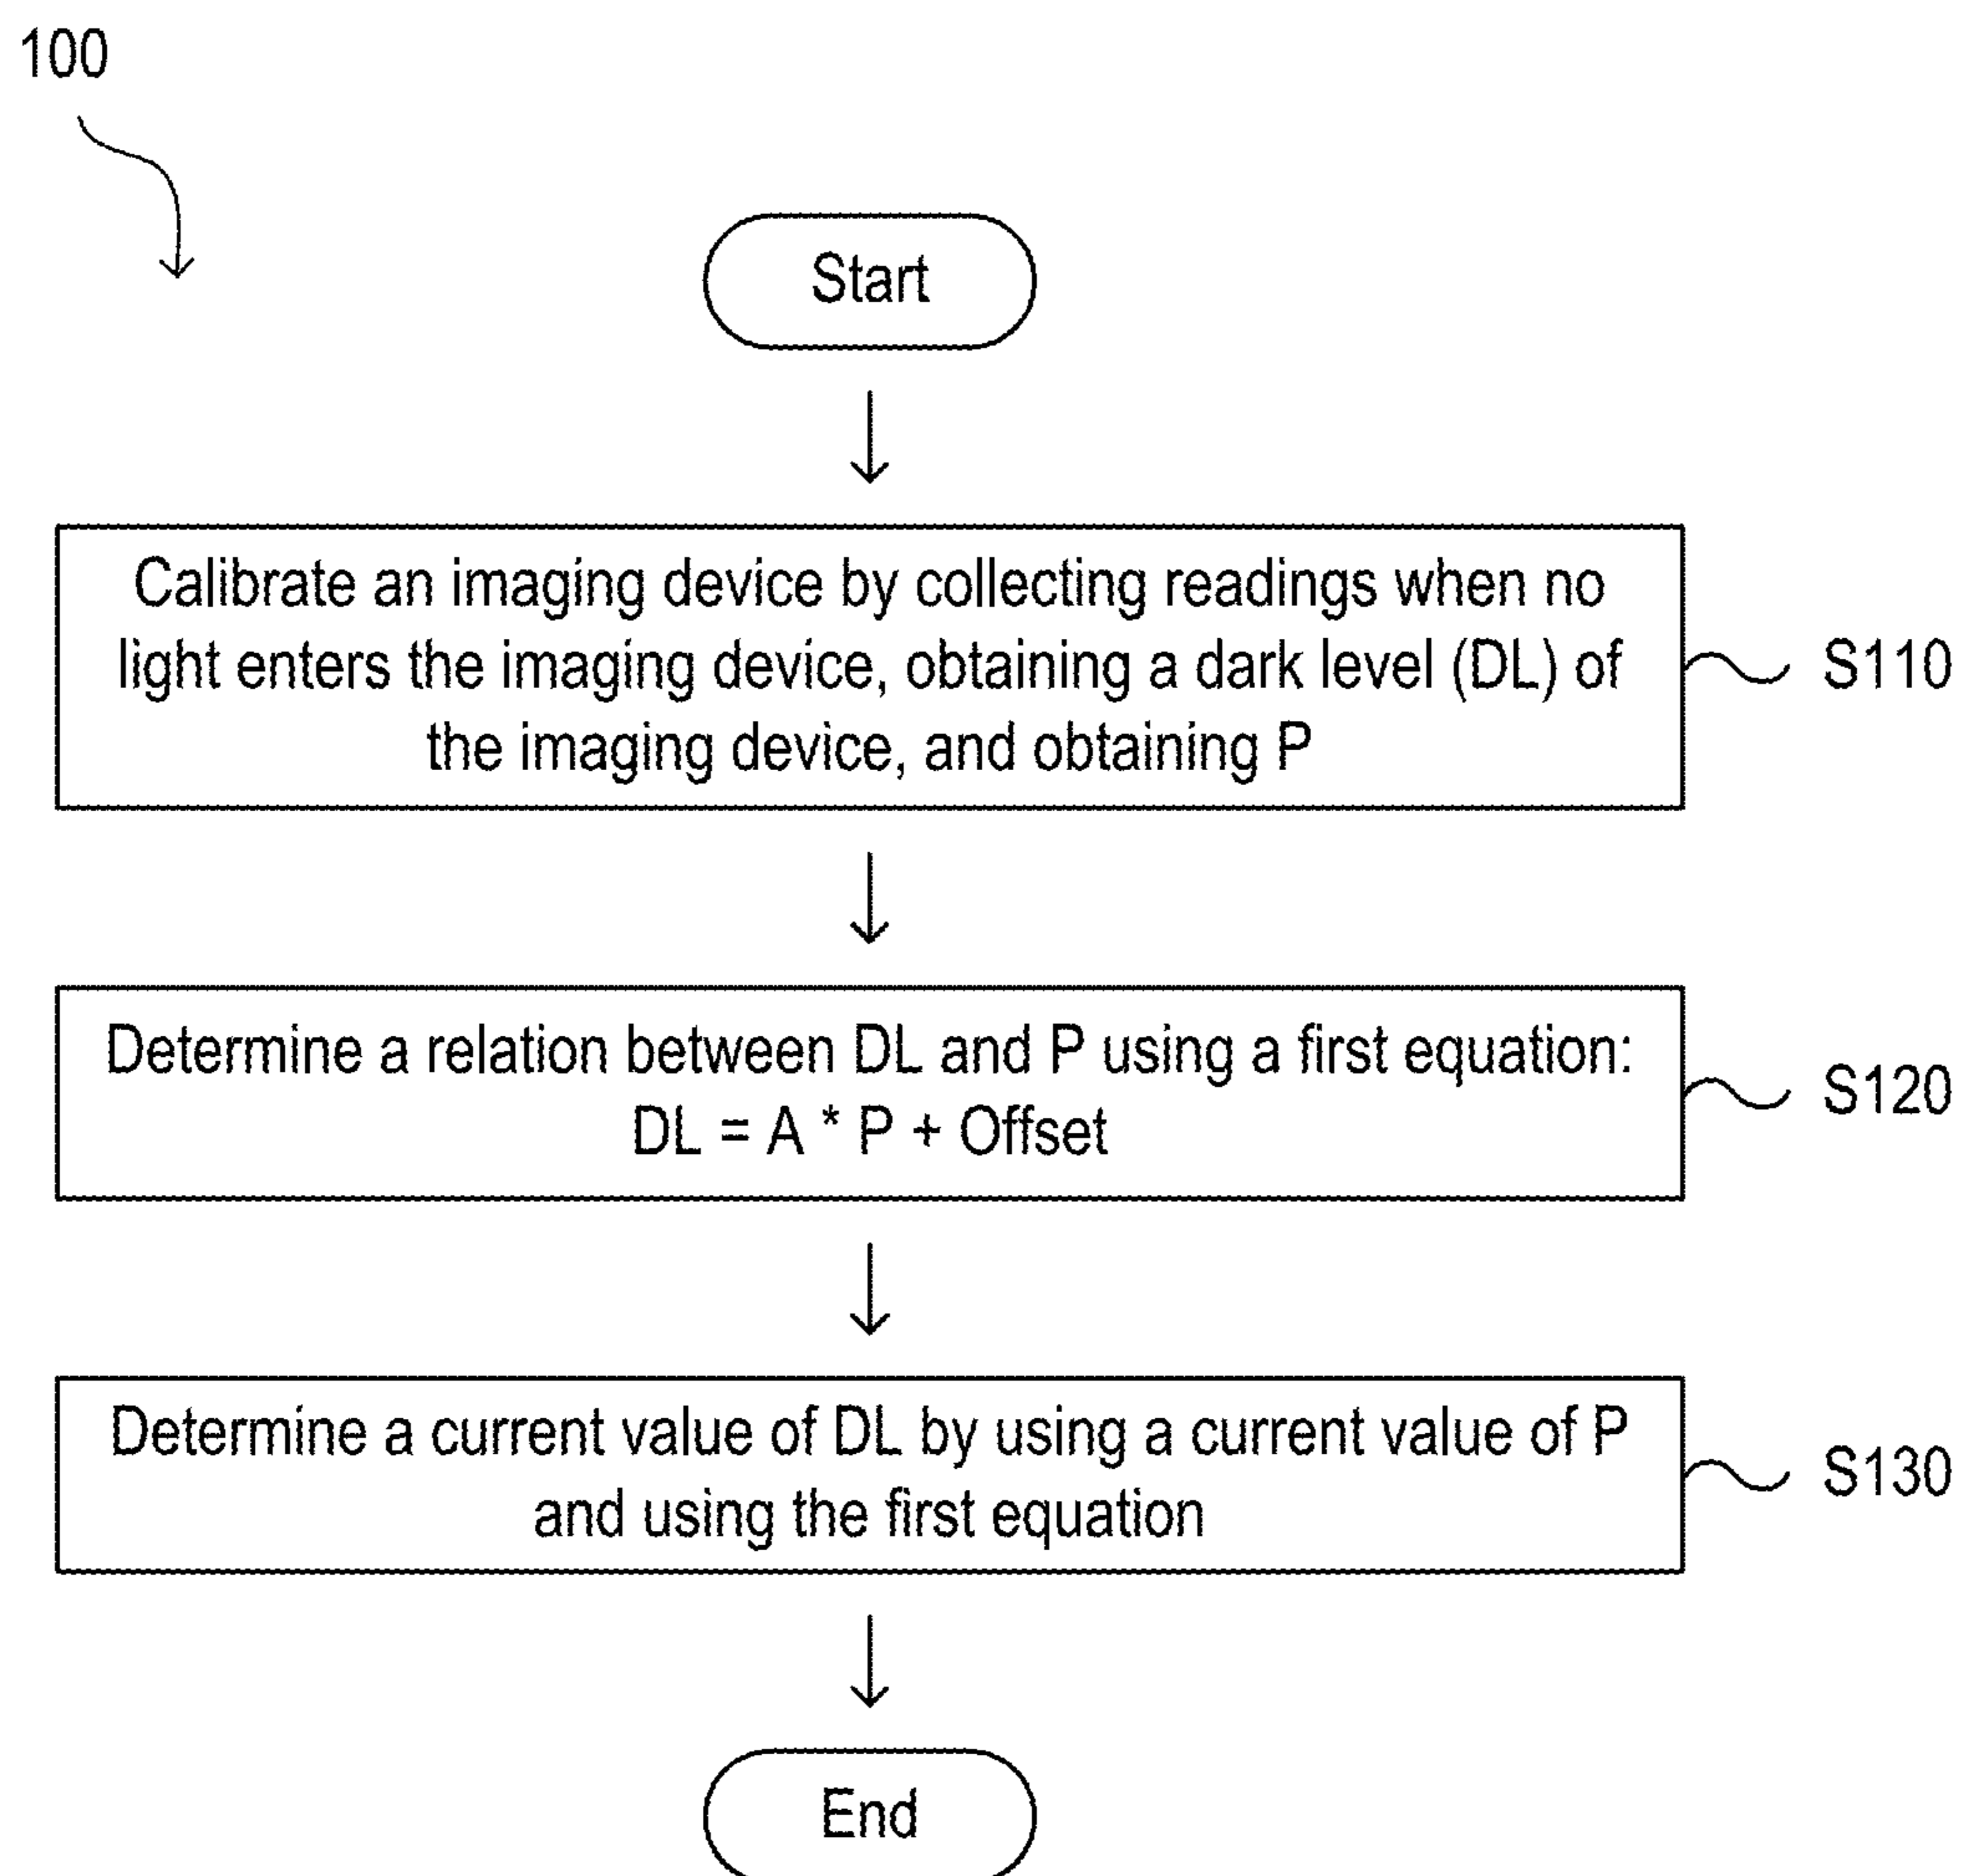 100
Start
Calibrate an imaging device by collecting readings when no
light enters the imaging device, obtaining a dark level (DL) of
the imaging device, and obtaining P
S110
Determine a relation between DL and P using a first equation:
DL = A * P + Offset
S120
Determine a current value of DL by using a current value of P
and using the first equation
S130
End